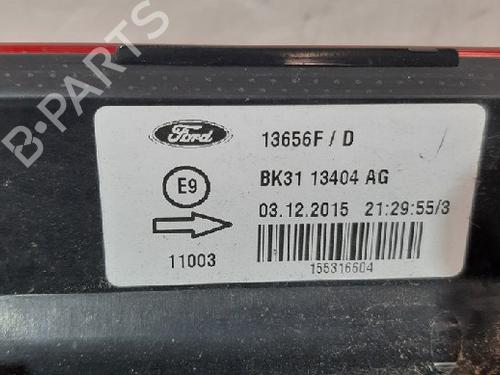 B-PARTS
Ford
13656F / D
E9
BK31 13404 AG
03.12.2015 21:29:55/3
11003
155316604